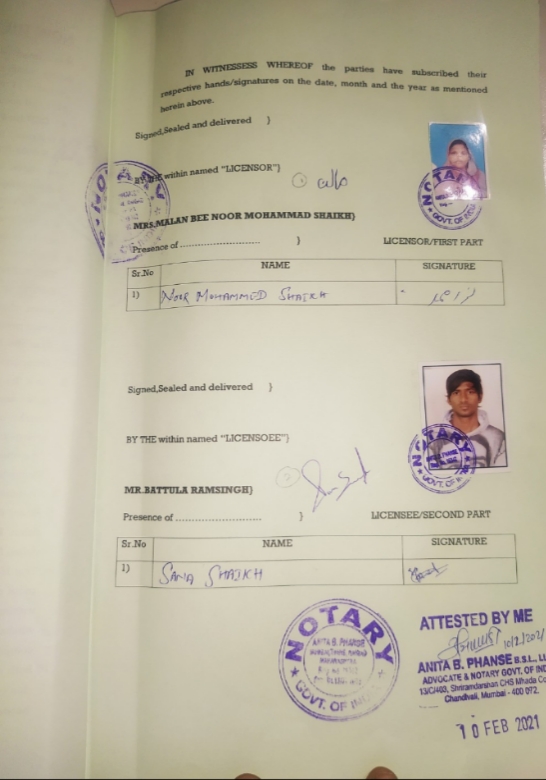 IN WITNESSESS WHEREOF the parties have subscribed their
respective hands/signatures on the date, month and the year as mentioned
herein above.
Signed,Sealed and delivered }
BY THE within named "LICENSOR"}
1
NOTARY
GOVT. OF INDIA
MRS.MALAN BEE NOOR MOHAMMAD SHAIKH}
Presence of ........................... } LICENSOR/FIRST PART
Sr.No NAME SIGNATURE
1) NOOR MOHAMMED SHAIKH
Signed,Sealed and delivered }
BY THE within named "LICENSOEE"}
NOTARY
GOVT. OF INDIA
2
MR.BATTULA RAMSINGH}
Presence of ........................... } LICENSEE/SECOND PART
Sr.No NAME SIGNATURE
1) SANA SHAIKH
NOTARY
ANITA B. PHANSE
MAHARASHTRA
GOVT. OF INDIA
ATTESTED BY ME
10/2/2021
ANITA B. PHANSE B.S.L., LL
ADVOCATE & NOTARY GOVT. OF IND
13/C/403, Shriramdarshan CHS Mhada Co
Chandivali, Mumbai - 400 072.
10 FEB 2021